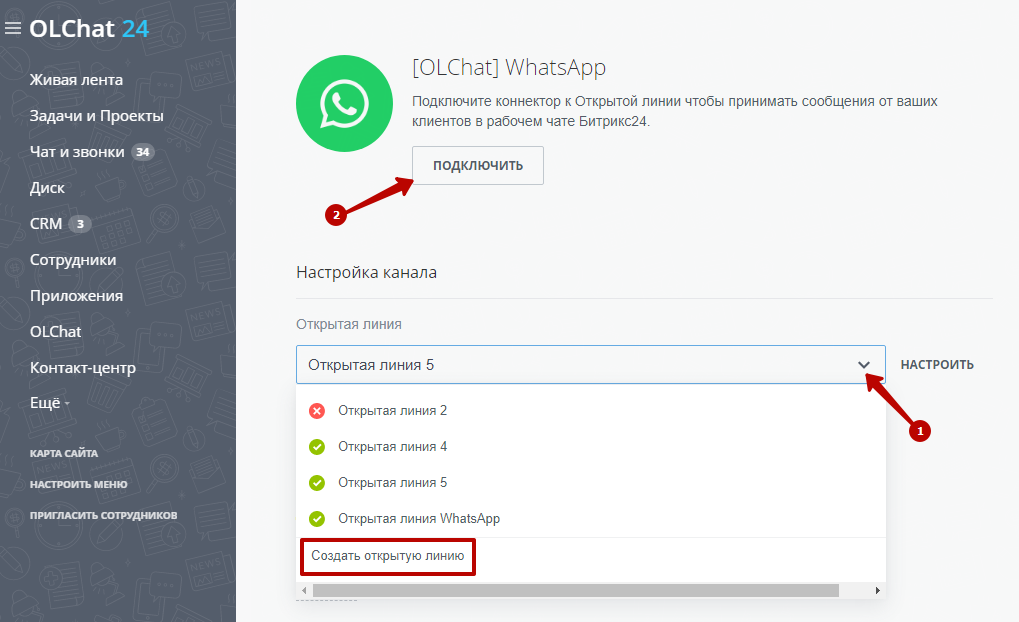 OLChat 24
Живая лента
Задачи и Проекты
Чат и звонки 34
Диск
CRM 3
Сотрудники
Приложения
OLChat
Контакт-центр
Ещё
КАРТА САЙТА
НАСТРОИТЬ МЕНЮ
ПРИГЛАСИТЬ СОТРУДНИКОВ
[OLChat] WhatsApp
Подключите коннектор к Открытой линии чтобы принимать сообщения от ваших
клиентов в рабочем чате Битрикс24.
ПОДКЛЮЧИТЬ
2
Настройка канала
Открытая линия
Открытая линия 5
НАСТРОИТЬ
1
Открытая линия 2
Открытая линия 4
Открытая линия 5
Открытая линия WhatsApp
Создать открытую линию